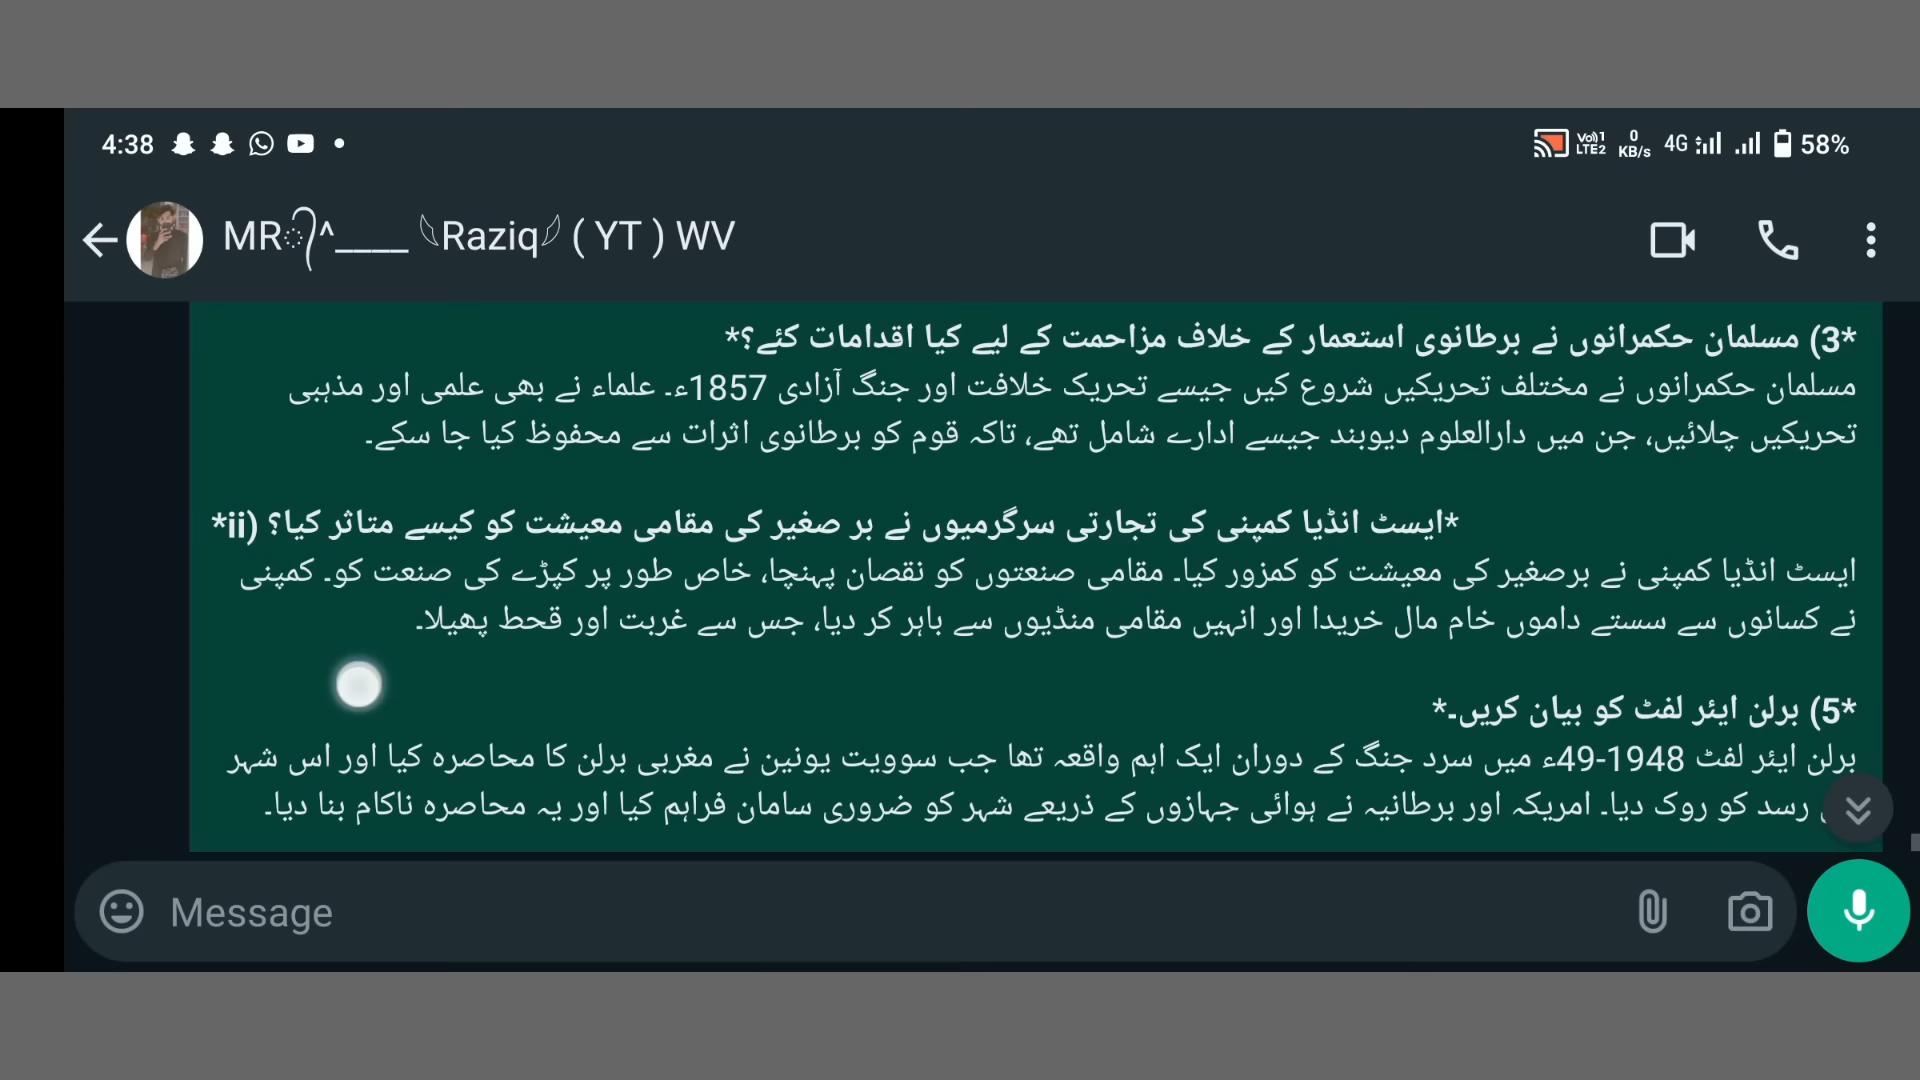 4:38
Vo)) 1 LTE2 0 KB/s 4G 58%
MR____^ Raziq ( YT ) WV
*3) مسلمان حکمرانوں نے برطانوی استعمار کے خلاف مزاحمت کے لیے کیا اقدامات کئے؟*
مسلمان حکمرانوں نے مختلف تحریکیں شروع کیں جیسے تحریک خلافت اور جنگ آزادی 1857ء۔ علماء نے بھی علمی اور مذہبی
تحریکیں چلائیں، جن میں دارالعلوم دیوبند جیسے ادارے شامل تھے، تاکہ قوم کو برطانوی اثرات سے محفوظ کیا جا سکے۔
*ایسٹ انڈیا کمپنی کی تجارتی سرگرمیوں نے بر صغیر کی مقامی معیشت کو کیسے متاثر کیا؟ (ii*
ایسٹ انڈیا کمپنی نے برصغیر کی معیشت کو کمزور کیا۔ مقامی صنعتوں کو نقصان پہنچا، خاص طور پر کپڑے کی صنعت کو۔ کمپنی
نے کسانوں سے سستے داموں خام مال خریدا اور انہیں مقامی منڈیوں سے باہر کر دیا، جس سے غربت اور قحط پھیلا۔
*5) برلن ایئر لفٹ کو بیان کریں۔*
برلن ایئر لفٹ 1948-49ء میں سرد جنگ کے دوران ایک اہم واقعہ تھا جب سوویت یونین نے مغربی برلن کا محاصرہ کیا اور اس شہر
رسد کو روک دیا۔ امریکہ اور برطانیہ نے ہوائی جہازوں کے ذریعے شہر کو ضروری سامان فراہم کیا اور یہ محاصرہ ناکام بنا دیا۔
Message